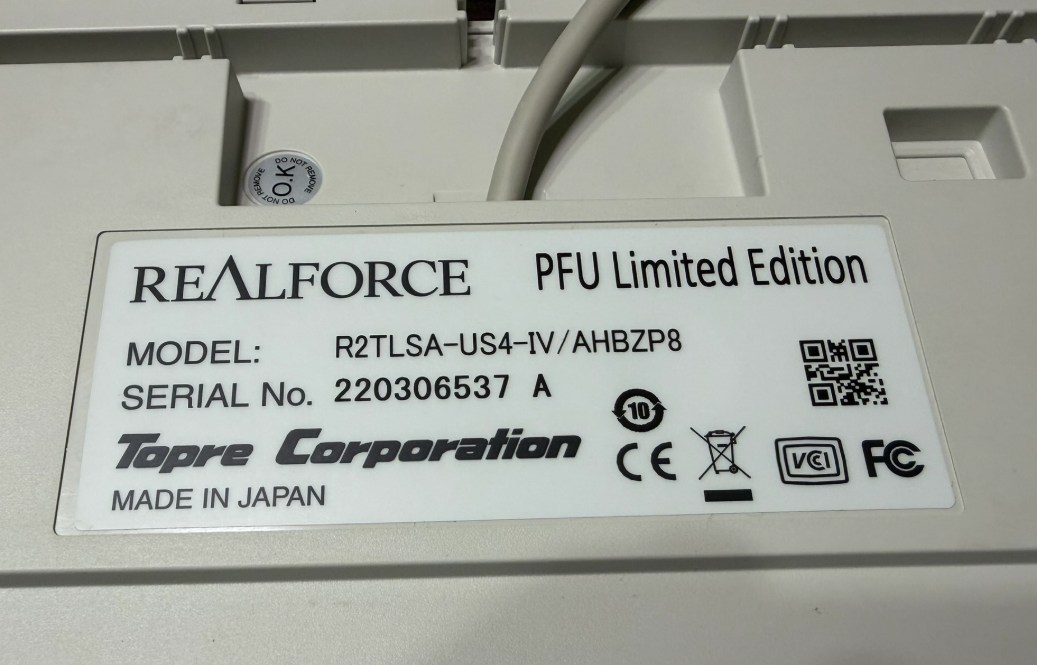 DO NOT REMOVE
O.K
DO NOT REMOVE
REALFORCE PFU Limited Edition
MODEL: R2TLSA-US4-IV/AHBZP8
SERIAL No. 220306537 A
10
Topre Corporation
CE VCI FC
MADE IN JAPAN